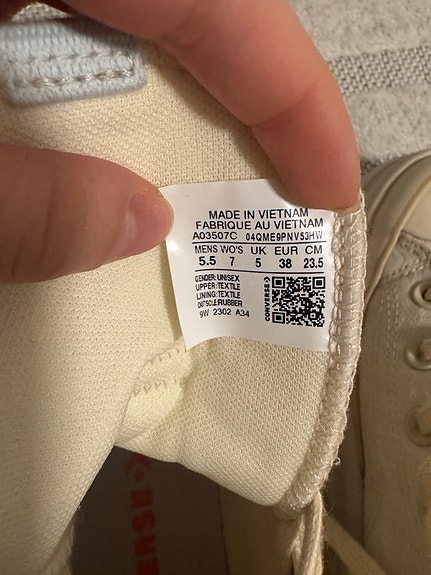 MADE IN VIETNAM
FABRIQUE AU VIETNAM
A03507C 04QME9PNV53HW
MENS WO'S UK EUR CM
5.5 7 5 38 23.5
GENDER: UNISEX
UPPER: TEXTILE
LINING: TEXTILE
OUTSOLE:RUBBER
9W 2302 A34
CONVERSE
ERSE